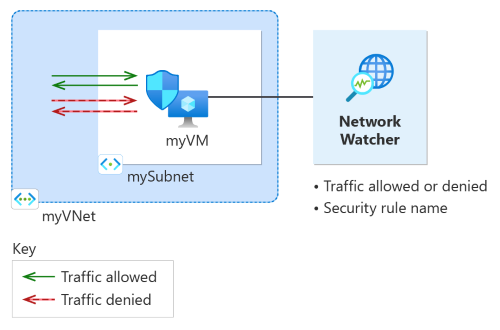 myVM
mySubnet
myVNet
Network
Watcher
• Traffic allowed or denied
• Security rule name
Key
Traffic allowed
Traffic denied